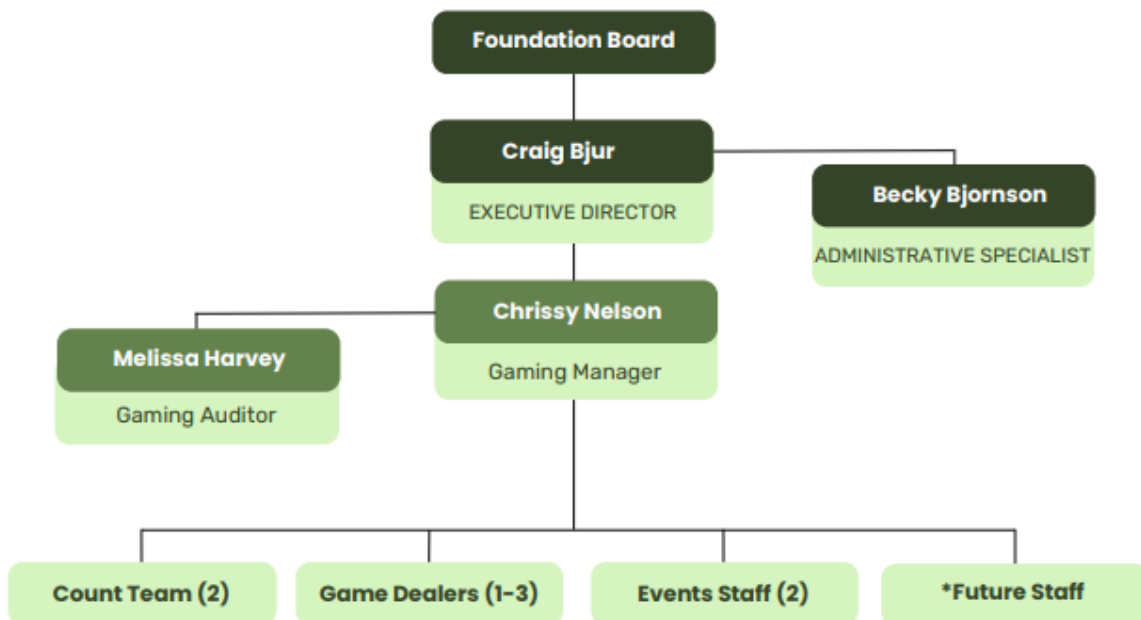 Foundation Board
Craig Bjur
EXECUTIVE DIRECTOR
Becky Bjornson
ADMINISTRATIVE SPECIALIST
Chrissy Nelson
Gaming Manager
Melissa Harvey
Gaming Auditor
Count Team (2)
Game Dealers (1-3)
Events Staff (2)
*Future Staff